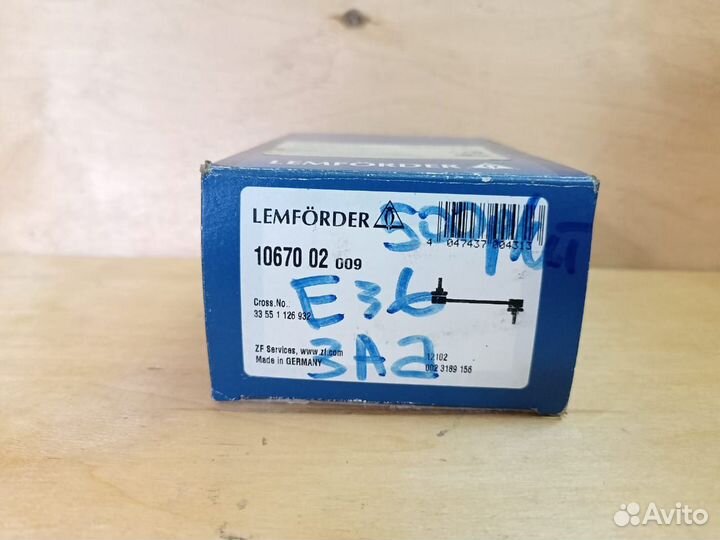 LEMFÖRDER
LEMFÖRDER
10670 02 009
4 047437 004313
Cross.No.:
33 55 1 126 932
E36
ЗАД
ZF Services, www.zf.com
Made in GERMANY
12102
002 3189 156
Avito